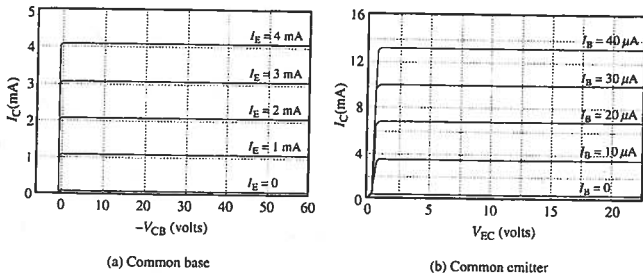 5
4
3
2
1
0
I_C(mA)
I_E = 4 mA
I_E = 3 mA
I_E = 2 mA
I_E = 1 mA
I_E = 0
0 10 20 30 40 50 60
−V_CB (volts)
(a) Common base
16
12
8
4
0
I_C(mA)
I_B = 40 μA
I_B = 30 μA
I_B = 20 μA
I_B = 10 μA
I_B = 0
0 5 10 15 20
V_EC (volts)
(b) Common emitter